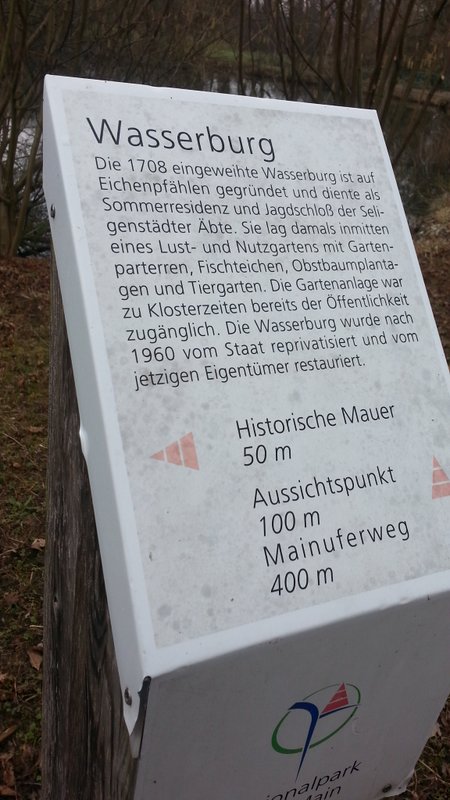 Wasserburg
Die 1708 eingeweihte Wasserburg ist auf
Eichenpfählen gegründet und diente als
Sommerresidenz und Jagdschloß der Seli-
genstädter Äbte. Sie lag damals inmitten
eines Lust- und Nutzgartens mit Garten-
parterren, Fischteichen, Obstbaumplanta-
gen und Tiergarten. Die Gartenanlage war
zu Klosterzeiten bereits der Öffentlichkeit
zugänglich. Die Wasserburg wurde nach
1960 vom Staat reprivatisiert und vom
jetzigen Eigentümer restauriert.
Historische Mauer
50 m
Aussichtspunkt
100 m
Mainuferweg
400 m
ionalpark
Main